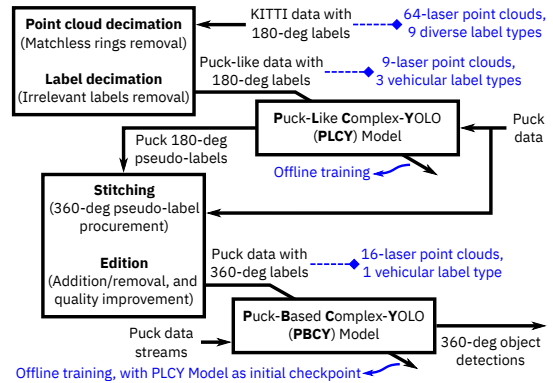 Point cloud decimation
(Matchless rings removal)
Label decimation
(Irrelevant labels removal)
KITTI data with
180-deg labels
64-laser point clouds,
9 diverse label types
Puck-like data with
180-deg labels
9-laser point clouds,
3 vehicular label types
Puck-Like Complex-YOLO
(PLCY) Model
Puck
data
Puck 180-deg
pseudo-labels
Offline training
Stitching
(360-deg pseudo-label
procurement)
Edition
(Addition/removal, and
quality improvement)
Puck data with
360-deg labels
16-laser point clouds,
1 vehicular label type
Puck-Based Complex-YOLO
(PBCY) Model
Puck data
streams
360-deg object
detections
Offline training, with PLCY Model as initial checkpoint